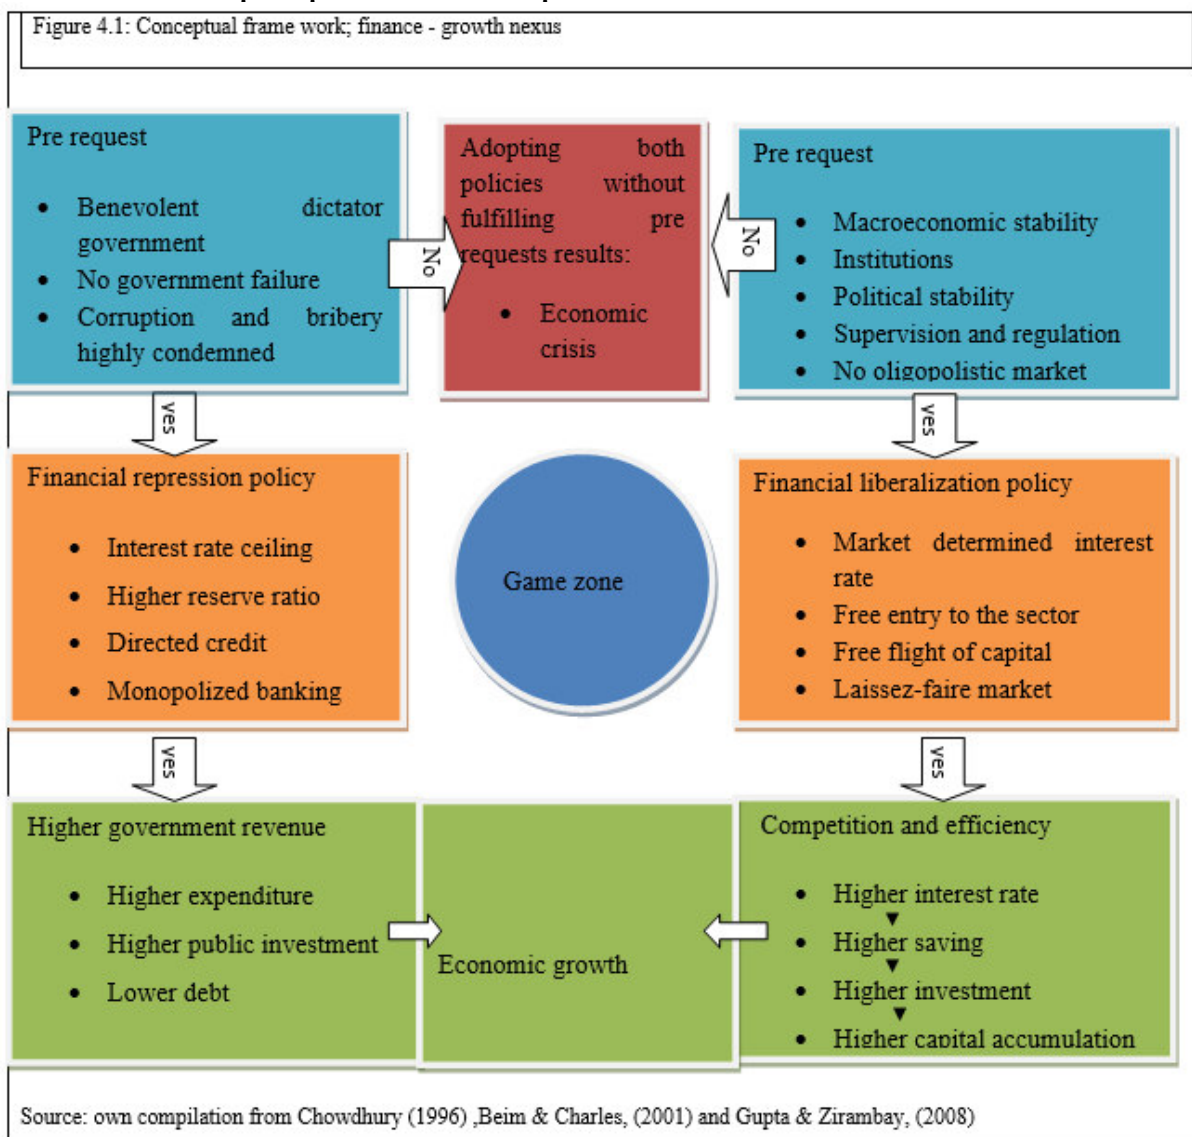 Figure 4.1: Conceptual frame work; finance - growth nexus
Pre request
• Benevolent dictator
government
• No government failure
• Corruption and bribery
highly condemned
No
Adopting both
policies without
fulfilling pre
requests results:
• Economic
crisis
No
Pre request
• Macroeconomic stability
• Institutions
• Political stability
• Supervision and regulation
• No oligopolistic market
yes
yes
Financial repression policy
• Interest rate ceiling
• Higher reserve ratio
• Directed credit
• Monopolized banking
Game zone
Financial liberalization policy
• Market determined interest
rate
• Free entry to the sector
• Free flight of capital
• Laissez-faire market
yes
yes
Higher government revenue
• Higher expenditure
• Higher public investment
• Lower debt
Economic growth
Competition and efficiency
• Higher interest rate
• Higher saving
• Higher investment
• Higher capital accumulation
Source: own compilation from Chowdhury (1996) ,Beim & Charles, (2001) and Gupta & Zirambay, (2008)